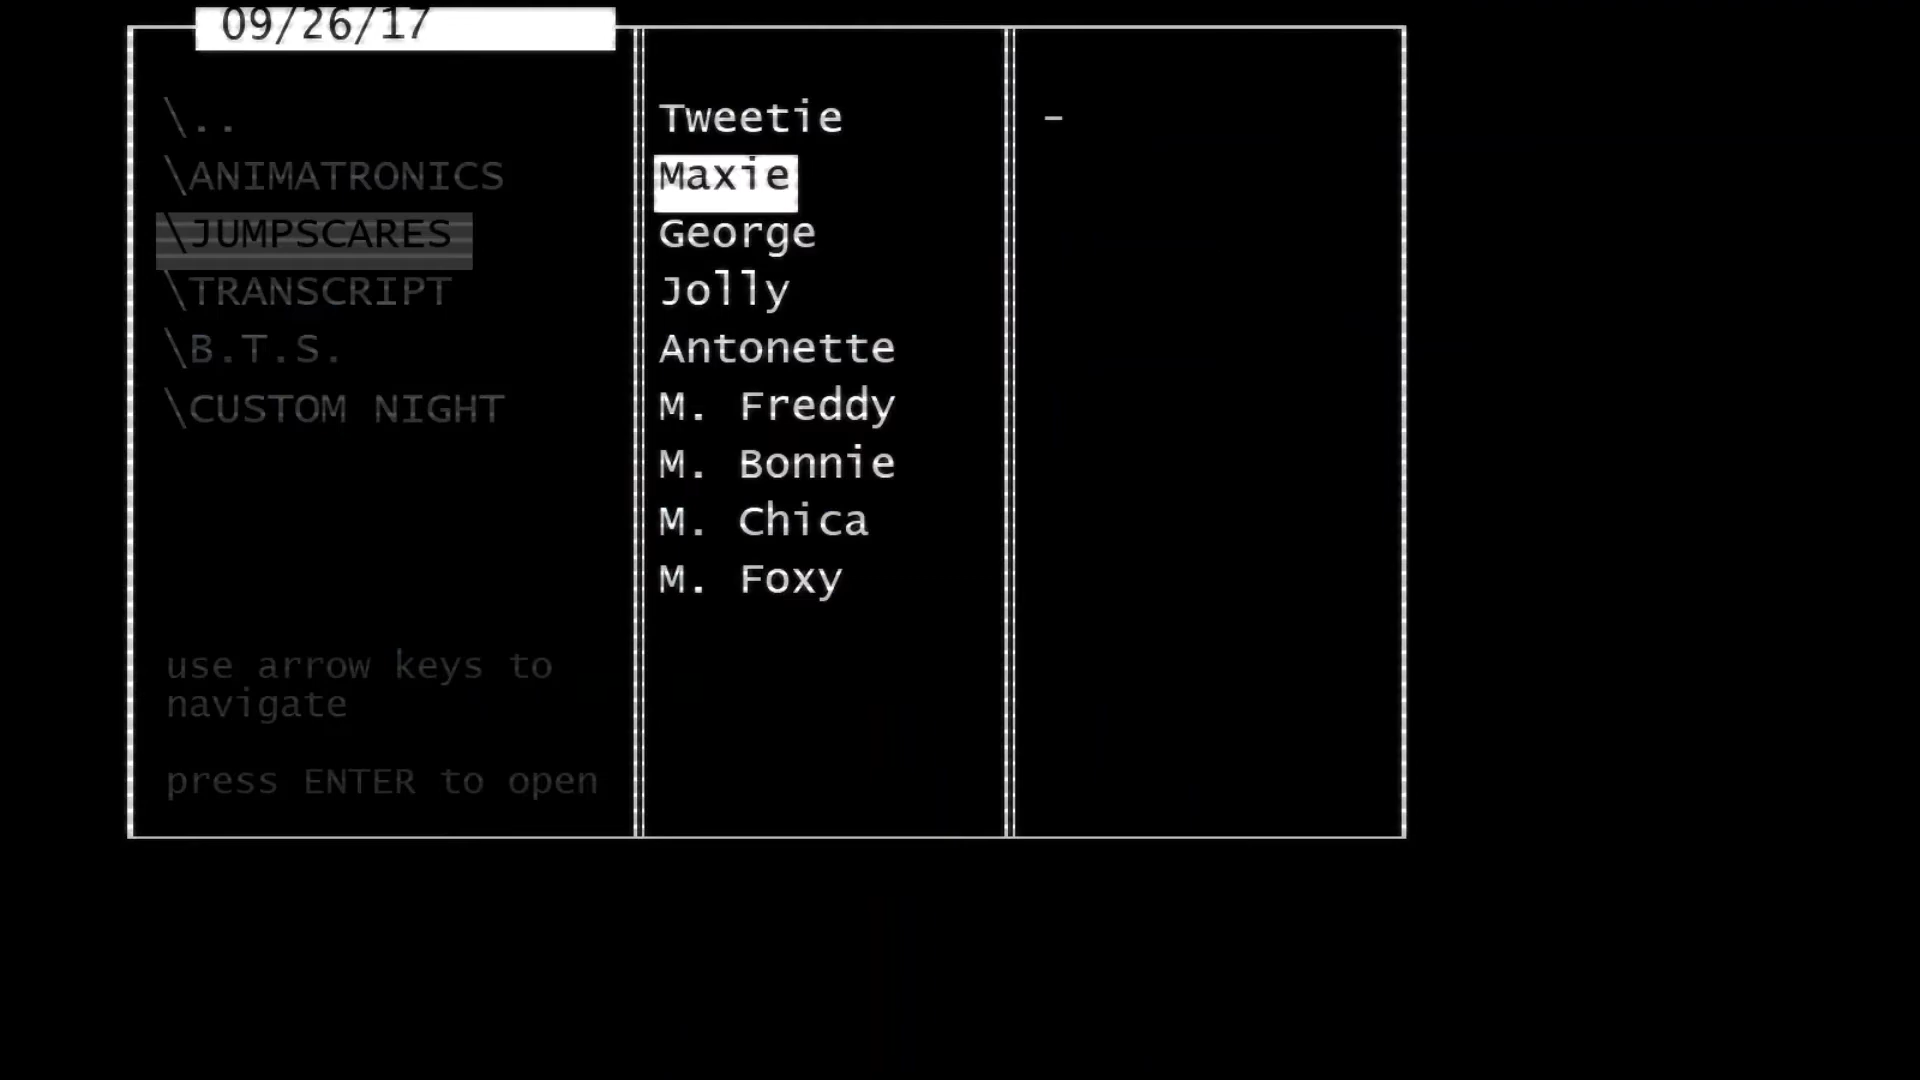 09/26/17
\..
\ANIMATRONICS
\JUMPSCARES
\TRANSCRIPT
\B.T.S.
\CUSTOM NIGHT
use arrow keys to
navigate
press ENTER to open
Tweetie
Maxie
George
Jolly
Antonette
M. Freddy
M. Bonnie
M. Chica
M. Foxy
-